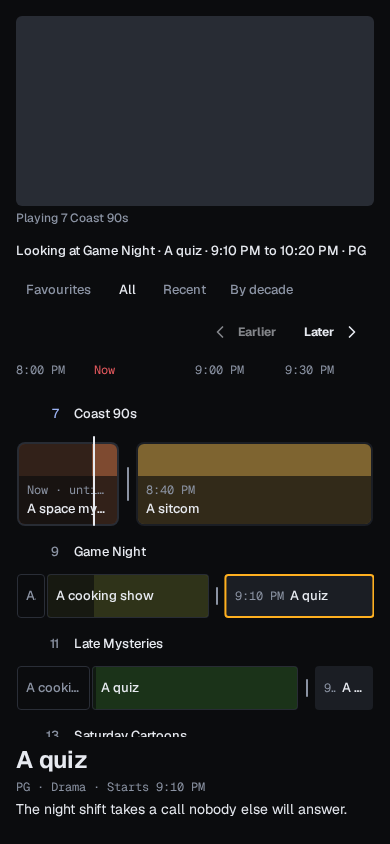 Playing 7 Coast 90s
Looking at Game Night · A quiz · 9:10 PM to 10:20 PM · PG
Favourites All Recent By decade
Earlier Later
8:00 PM Now 9:00 PM 9:30 PM
7 Coast 90s
Now · unti… 8:40 PM
A space my… A sitcom
9 Game Night
A. A cooking show 9:10 PM A quiz
11 Late Mysteries
A cooki… A quiz 9.. A …
13 Saturday Cartoons
A quiz
PG · Drama · Starts 9:10 PM
The night shift takes a call nobody else will answer.